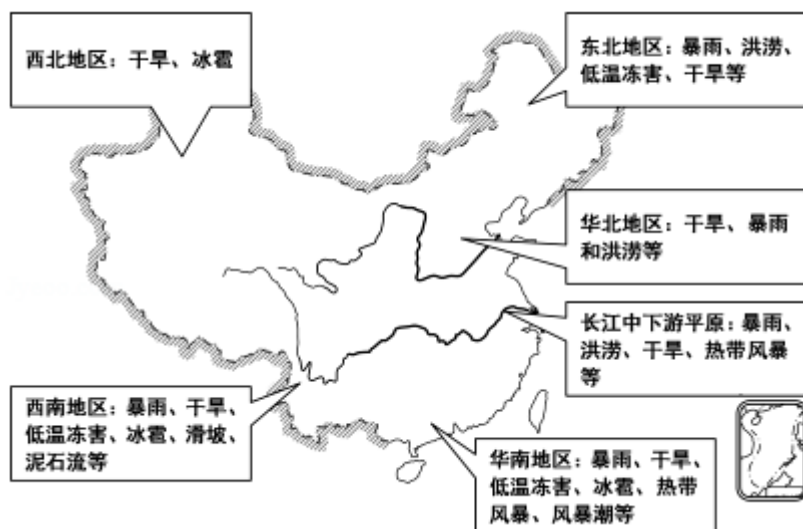 西北地区：干旱、冰雹
东北地区：暴雨、洪涝、
低温冻害、干旱等
华北地区：干旱、暴雨
和洪涝等
长江中下游平原：暴雨、
洪涝、干旱、热带风暴
等
西南地区：暴雨、干旱、
低温冻害、冰雹、滑坡、
泥石流等
华南地区：暴雨、干旱、
低温冻害、冰雹、热带
风暴、风暴潮等